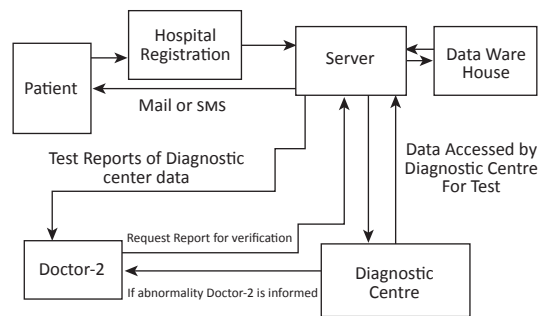 Hospital
Registration
Server
Data Ware
House
Patient
Mail or SMS
Test Reports of Diagnostic
center data
Data Accessed by
Diagnostic Centre
For Test
Request Report for verification
Doctor-2
If abnormality Doctor-2 is informed
Diagnostic
Centre